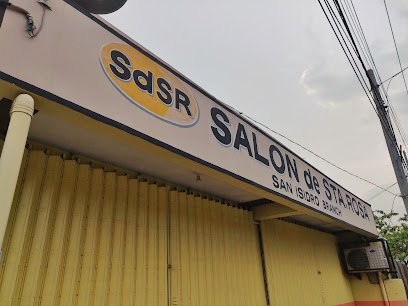 SdSR
SALON de STA.ROSA
SAN ISIDRO BRANCH